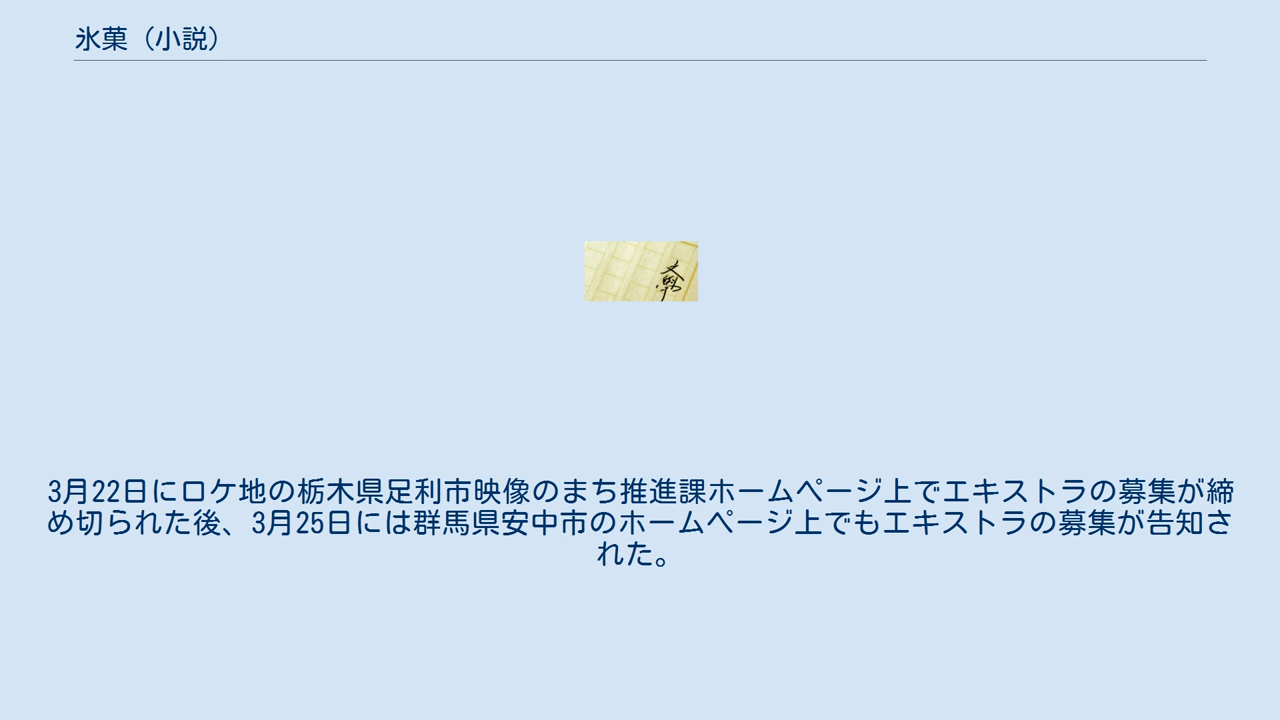 氷菓（小説）
3月22日にロケ地の栃木県足利市映像のまち推進課ホームページ上でエキストラの募集が締
め切られた後、3月25日には群馬県安中市のホームページ上でもエキストラの募集が告知さ
れた。